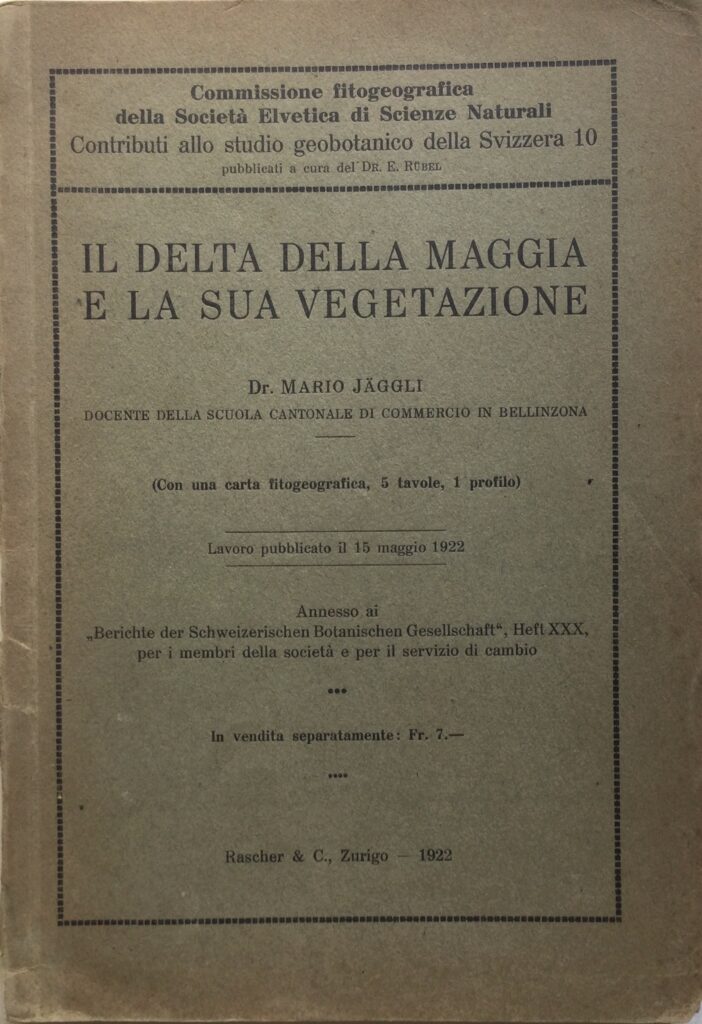 Commissione fitogeografica
della Società Elvetica di Scienze Naturali
Contributi allo studio geobotanico della Svizzera 10
pubblicati a cura del DR. E. RÜBEL
IL DELTA DELLA MAGGIA
E LA SUA VEGETAZIONE
Dr. MARIO JÄGGLI
DOCENTE DELLA SCUOLA CANTONALE DI COMMERCIO IN BELLINZONA
(Con una carta fitogeografica, 5 tavole, 1 profilo)
Lavoro pubblicato il 15 maggio 1922
Annesso ai
„Berichte der Schweizerischen Botanischen Gesellschaft“, Heft XXX,
per i membri della società e per il servizio di cambio
In vendita separatamente: Fr. 7.—
Rascher & C., Zurigo — 1922